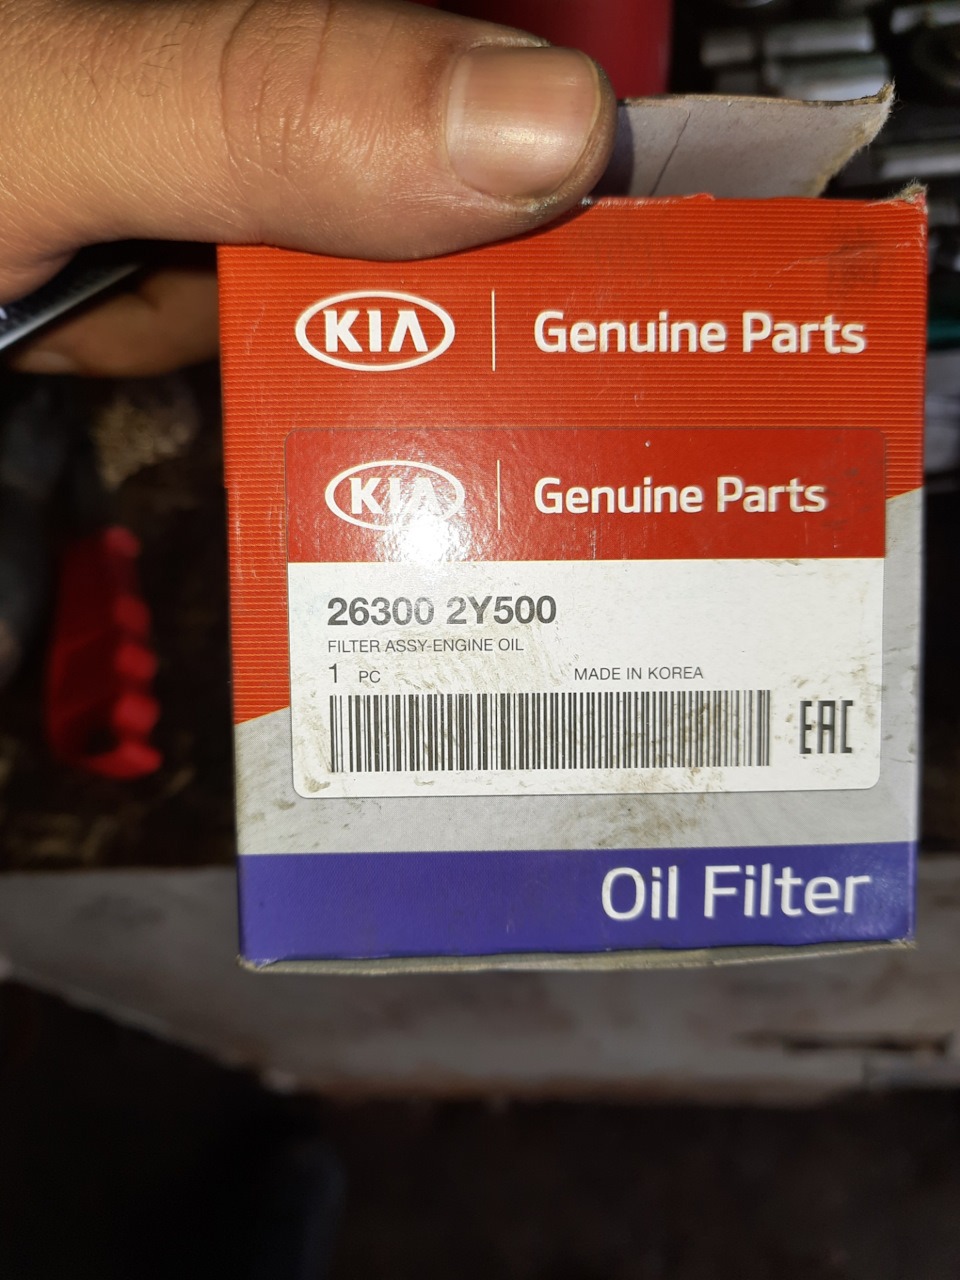 KIA Genuine Parts
KIA Genuine Parts
26300 2Y500
FILTER ASSY-ENGINE OIL
1 PC MADE IN KOREA
EAC
Oil Filter